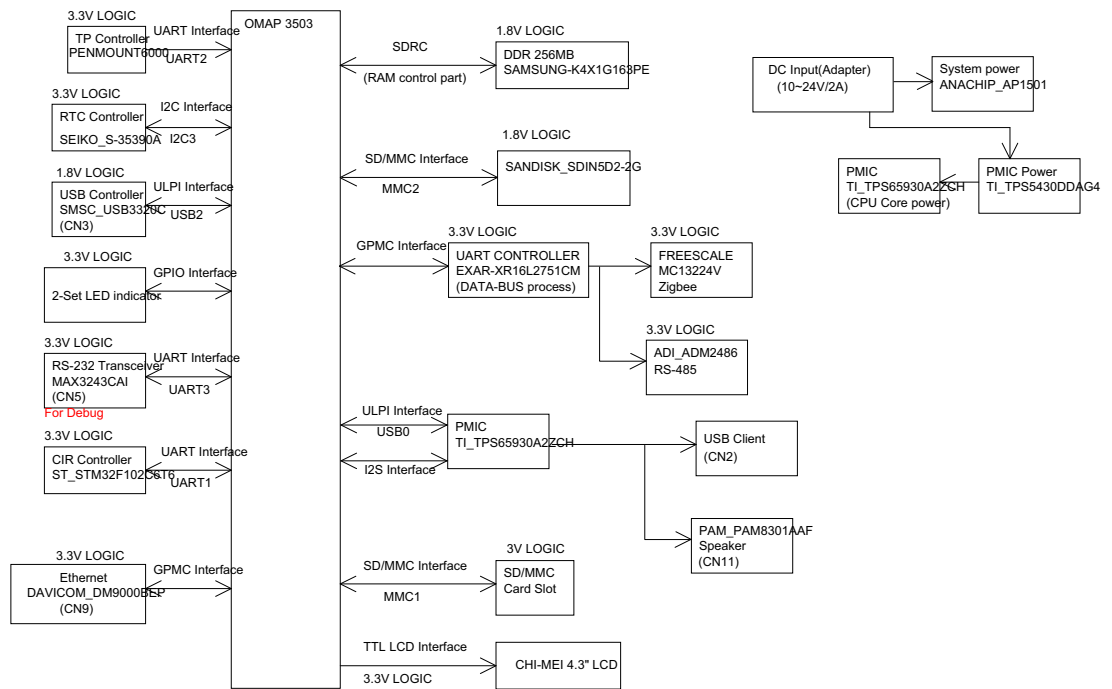 OMAP 3503
3.3V LOGIC
TP Controller
PENMOUNT6000
UART Interface
UART2
3.3V LOGIC
RTC Controller
SEIKO_S-35390A
I2C Interface
I2C3
1.8V LOGIC
USB Controller
SMSC_USB3320C
(CN3)
ULPI Interface
USB2
3.3V LOGIC
2-Set LED indicator
GPIO Interface
3.3V LOGIC
RS-232 Transceiver
MAX3243CAI
(CN5)
For Debug
UART Interface
UART3
3.3V LOGIC
CIR Controller
ST_STM32F102C6T6
UART Interface
UART1
3.3V LOGIC
Ethernet
DAVICOM_DM9000BEP
(CN9)
GPMC Interface
SDRC
(RAM control part)
1.8V LOGIC
DDR 256MB
SAMSUNG-K4X1G163PE
SD/MMC Interface
MMC2
1.8V LOGIC
SANDISK_SDIN5D2-2G
GPMC Interface
3.3V LOGIC
UART CONTROLLER
EXAR-XR16L2751CM
(DATA-BUS process)
3.3V LOGIC
FREESCALE
MC13224V
Zigbee
3.3V LOGIC
ADI_ADM2486
RS-485
ULPI Interface
USB0
I2S Interface
PMIC
TI_TPS65930A2ZCH
USB Client
(CN2)
PAM_PAM8301AAF
Speaker
(CN11)
SD/MMC Interface
MMC1
3V LOGIC
SD/MMC
Card Slot
TTL LCD Interface
3.3V LOGIC
CHI-MEI 4.3" LCD
DC Input(Adapter)
(10~24V/2A)
System power
ANACHIP_AP1501
PMIC
TI_TPS65930A2ZCH
(CPU Core power)
PMIC Power
TI_TPS5430DDAG4